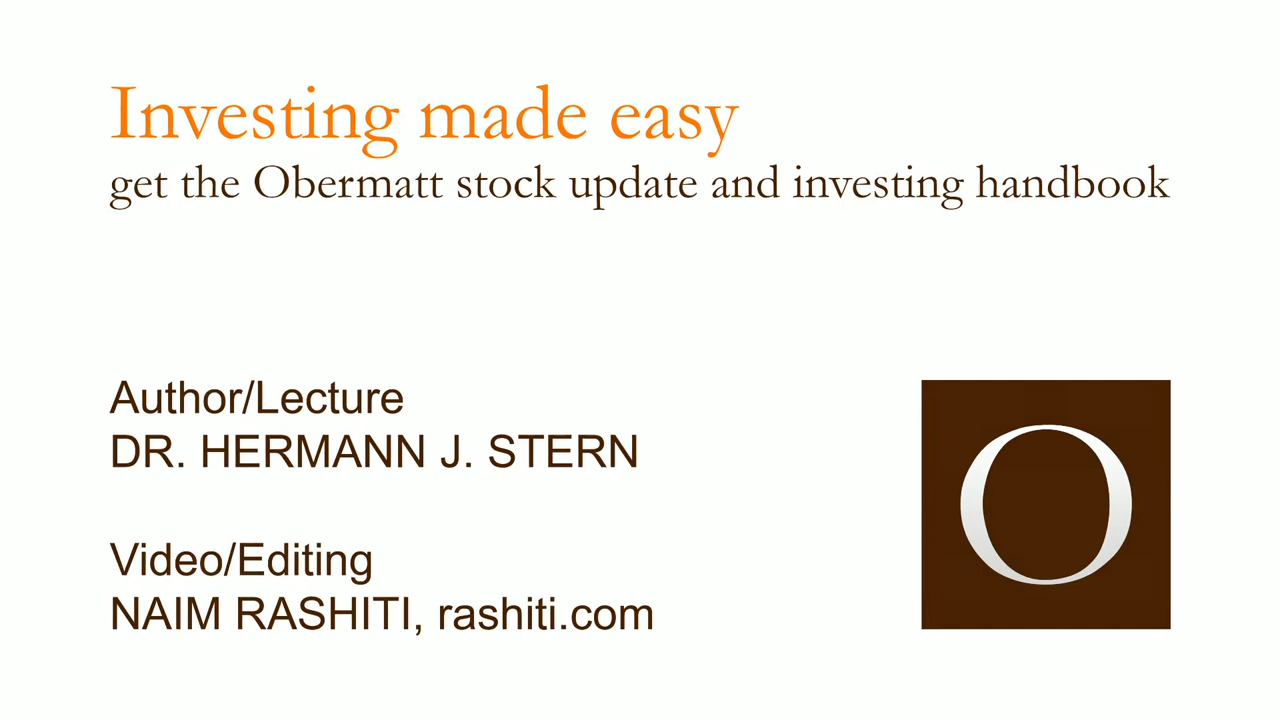 Investing made easy
get the Obermatt stock update and investing handbook
Author/Lecture
DR. HERMANN J. STERN
O
Video/Editing
NAIM RASHITI, rashiti.com